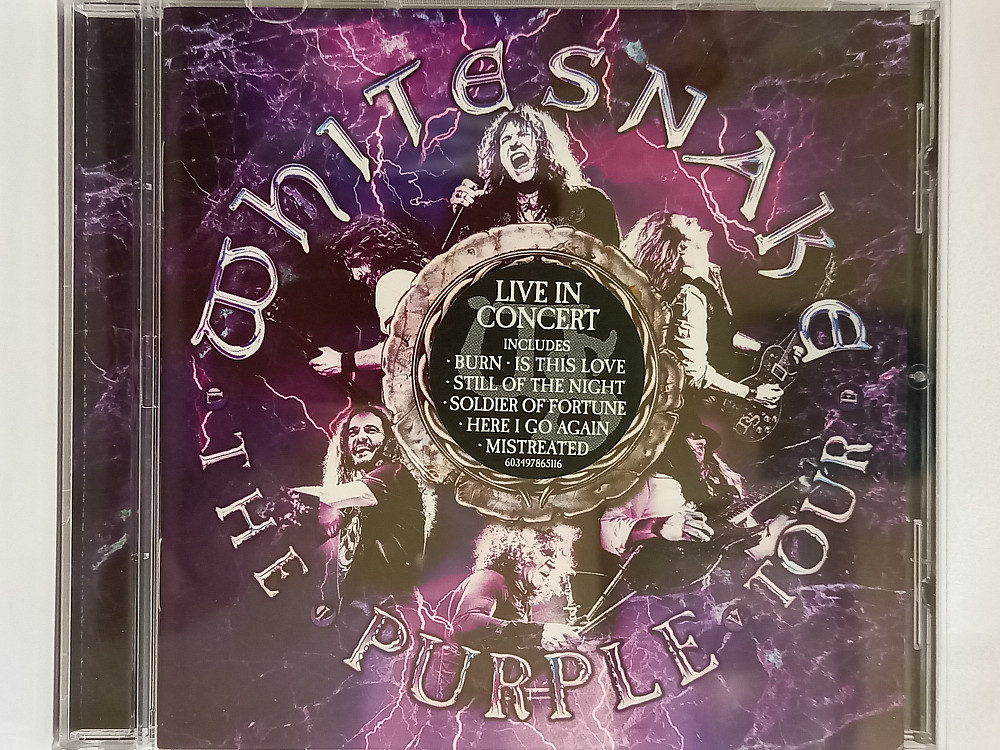 WHITESNAKE
LIVE IN
CONCERT
INCLUDES
· BURN · IS THIS LOVE
· STILL OF THE NIGHT
· SOLDIER OF FORTUNE
· HERE I GO AGAIN
· MISTREATED
603497865116
THE PURPLE TOUR